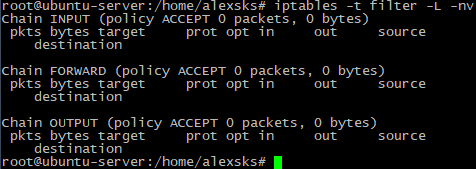 root@ubuntu-server:/home/alexsks# iptables -t filter -L -nv
Chain INPUT (policy ACCEPT 0 packets, 0 bytes)
 pkts bytes target     prot opt in     out     source
    destination

Chain FORWARD (policy ACCEPT 0 packets, 0 bytes)
 pkts bytes target     prot opt in     out     source
    destination

Chain OUTPUT (policy ACCEPT 0 packets, 0 bytes)
 pkts bytes target     prot opt in     out     source
    destination
root@ubuntu-server:/home/alexsks#